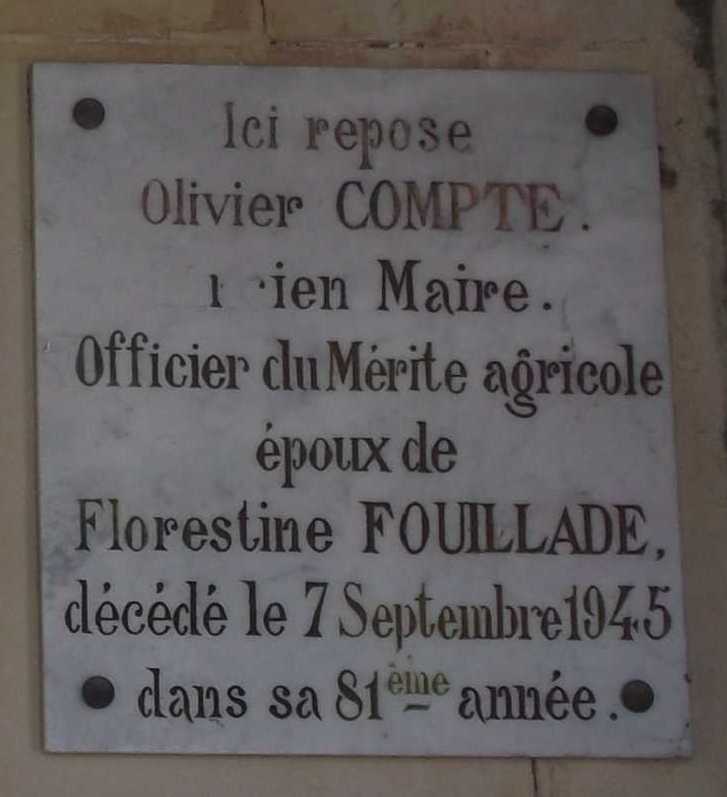 Ici repose
Olivier COMPTE.
Maire.
Officier du Mérite agricole
époux de
Florestine FOUILLADE,
décédé le 7 Septembre 1945
dans sa 81ème année.